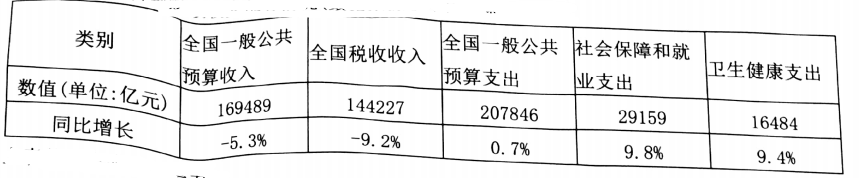 类别 全国一般公共预算收入 全国税收收入 全国一般公共预算支出 社会保障和就业支出 卫生健康支出
数值(单位:亿元) 169489 144227 207846 29159 16484
同比增长 -5.3% -9.2% 0.7% 9.8% 9.4%